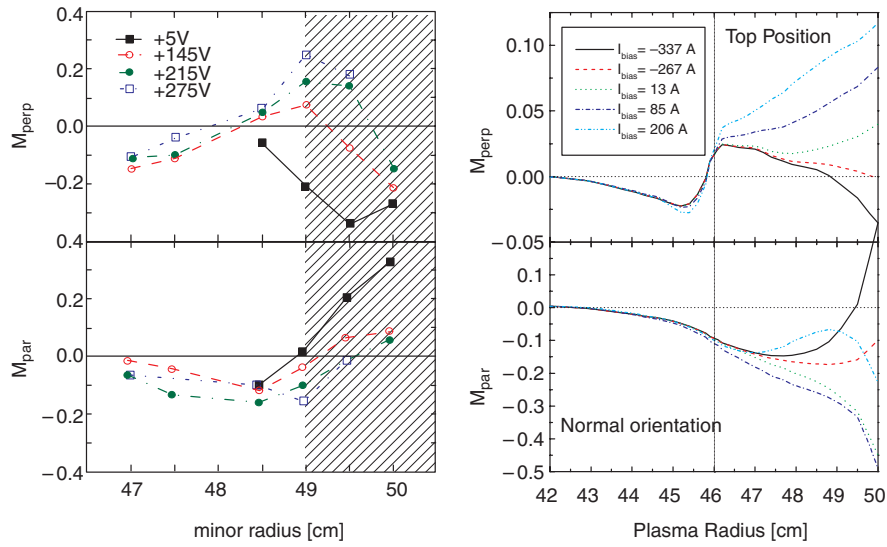 +5V
+145V
+215V
+275V
M_perp
0.4
0.2
0.0
−0.2
0.4
M_par
0.2
0.0
−0.2
−0.4
47 48 49 50
minor radius [cm]
Top Position
I_bias= −337 A
I_bias= −267 A
I_bias= 13 A
I_bias= 85 A
I_bias= 206 A
M_perp
0.10
0.05
0.00
−0.05
M_par
0.1
0.0
−0.1
−0.2
−0.3
−0.4
−0.5
Normal orientation
42 43 44 45 46 47 48 49 50
Plasma Radius [cm]